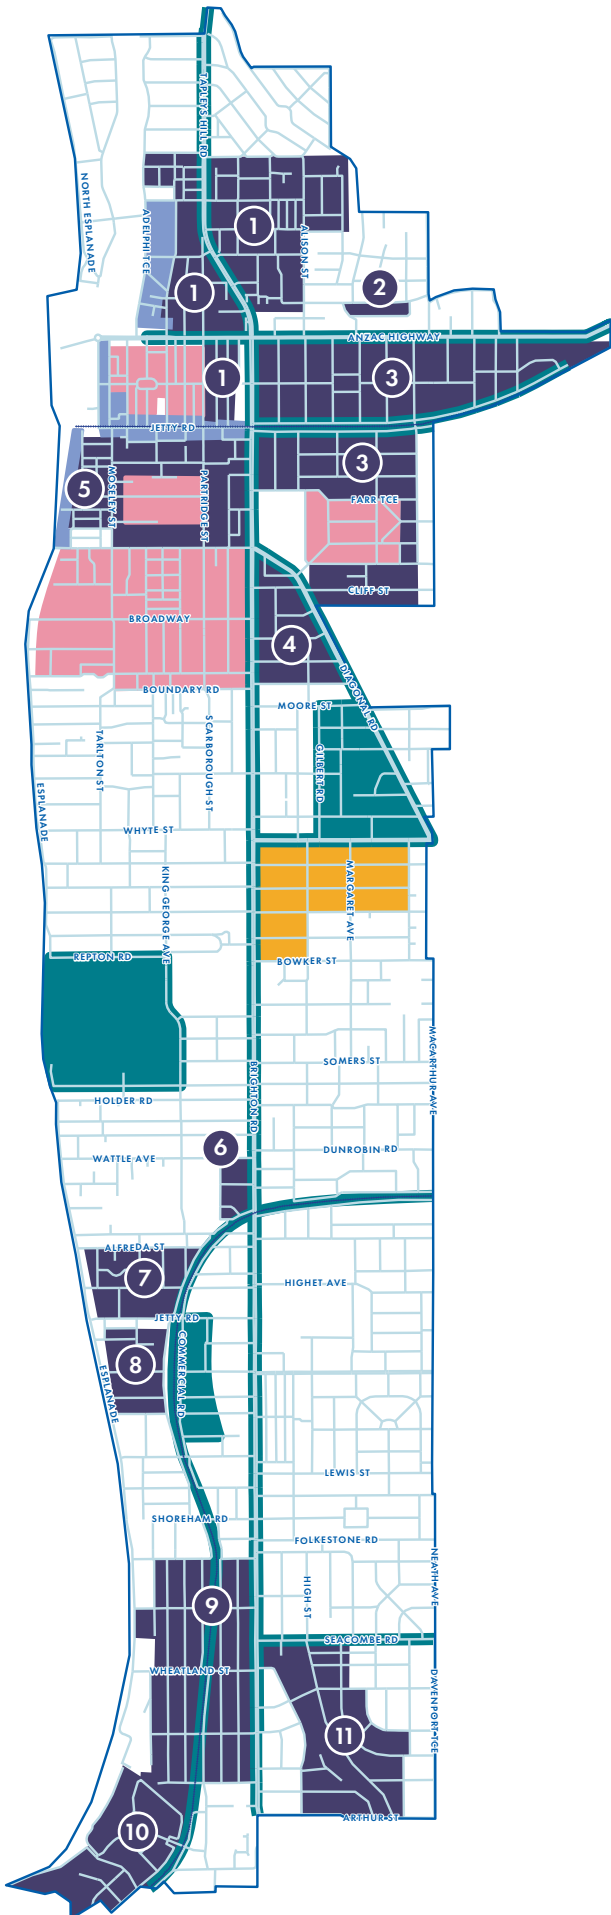 TAPLEYS HILL RD
NORTH ESPLANADE
ADELPHI TCE
1
ALISON ST
1
2
ANZAC HIGHWAY
1
3
JETTY RD
3
5
MOSELEY ST
PARTRIDGE ST
FARR TCE
CLIFF ST
BROADWAY
4
BOUNDARY RD
DIAGONAL RD
MOORE ST
TARLTON ST
SCARBOROUGH ST
GILBERT RD
ESPLANADE
WHYTE ST
KING GEORGE AVE
MARGARET AVE
REPTON RD
BOWKER ST
BRIGHTON RD
SOMERS ST
MACARTHUR AVE
HOLDER RD
6
WATTLE AVE
DUNROBIN RD
ALFREDA ST
7
HIGHET AVE
JETTY RD
COMMERCIAL RD
8
ESPLANADE
LEWIS ST
SHOREHAM RD
FOLKESTONE RD
NEATH AVE
HIGH ST
9
SEACOMBE RD
WHEATLAND ST
DAVENPORT TCE
11
ARTHUR ST
10